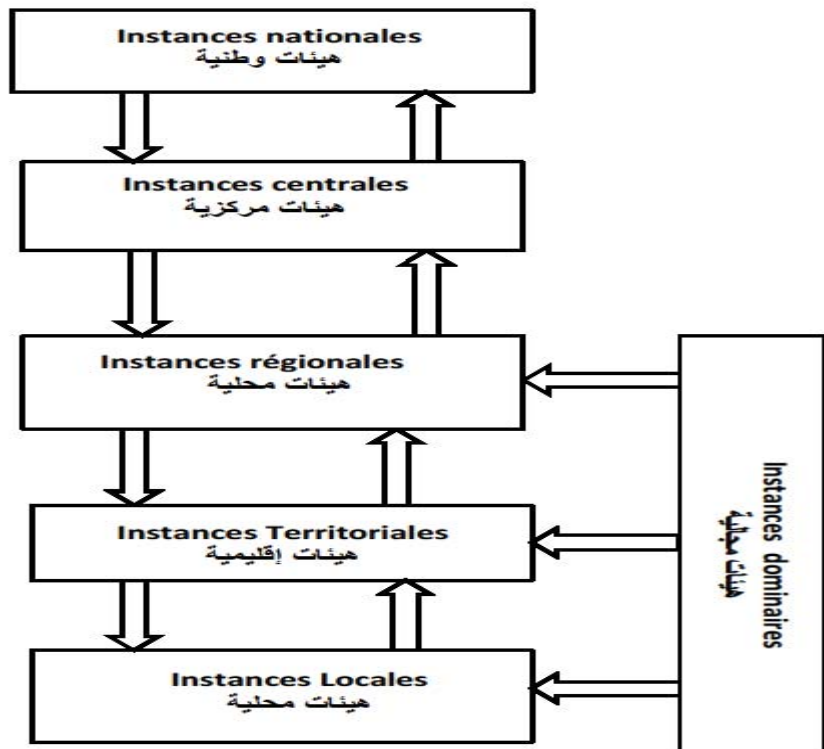 Instances nationales
هيئات وطنية
Instances centrales
هيئات مركزية
Instances régionales
هيئات محلية
Instances Territoriales
هيئات إقليمية
Instances Locales
هيئات محلية
Instances dominaires
هيئات مجالية